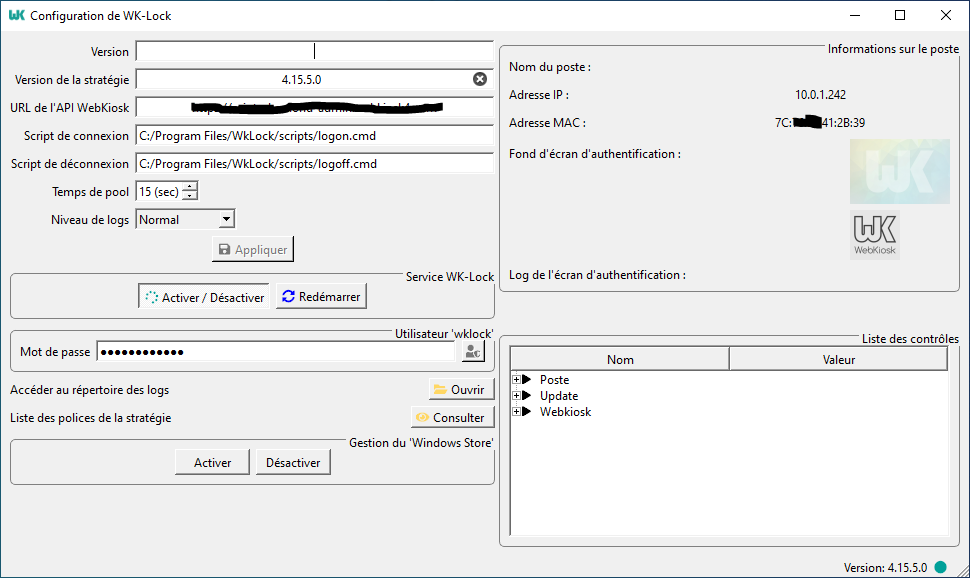 WK Configuration de WK-Lock
Version
Version de la stratégie 4.15.5.0
URL de l'API WebKiosk
Script de connexion C:/Program Files/WkLock/scripts/logon.cmd
Script de déconnexion C:/Program Files/WkLock/scripts/logoff.cmd
Temps de pool 15 (sec)
Niveau de logs Normal
Appliquer
Service WK-Lock
Activer / Désactiver Redémarrer
Utilisateur 'wklock'
Mot de passe ●●●●●●●●●●●●
Accéder au répertoire des logs Ouvrir
Liste des polices de la stratégie Consulter
Gestion du 'Windows Store'
Activer Désactiver
Informations sur le poste
Nom du poste :
Adresse IP : 10.0.1.242
Adresse MAC : 7C: 41:2B:39
Fond d'écran d'authentification :
WK
WK
WebKiosk
Log de l'écran d'authentification :
Liste des contrôles
Nom Valeur
Poste
Update
Webkiosk
Version: 4.15.5.0